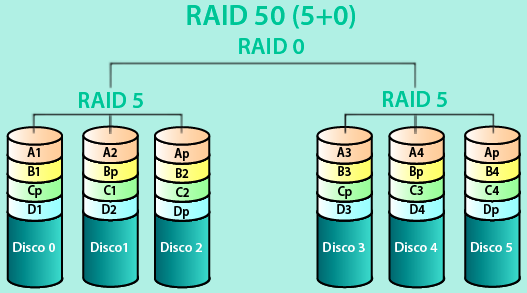 RAID 50 (5+0)
RAID 0
RAID 5 RAID 5
A1 A2 Ap A3 A4 Ap
B1 Bp B2 B3 Bp B4
Cp C1 C2 Cp C3 C4
D1 D2 Dp D3 D4 Dp
Disco 0 Disco1 Disco 2 Disco 3 Disco 4 Disco 5